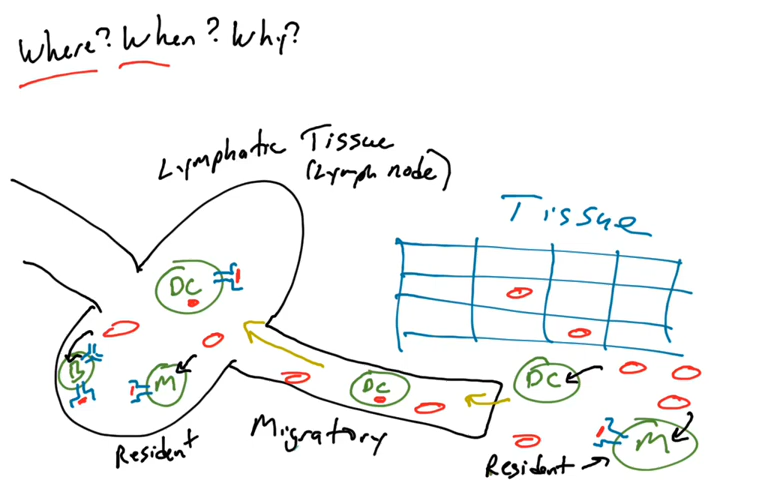 Where? When? Why?
Lymphatic Tissue
(Lymph node)
Tissue
DC
B
M
DC
DC
M
Resident
Migratory
Resident